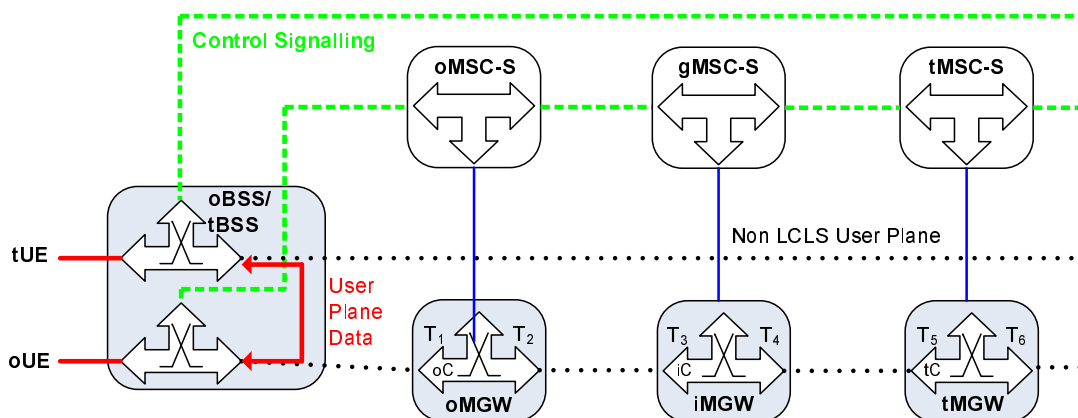 Control Signalling
oMSC-S
gMSC-S
tMSC-S
oBSS/
tBSS
Non LCLS User Plane
tUE
User
Plane
Data
oUE
T1
T2
oC
oMGW
T3
T4
iC
iMGW
T5
T6
tC
tMGW